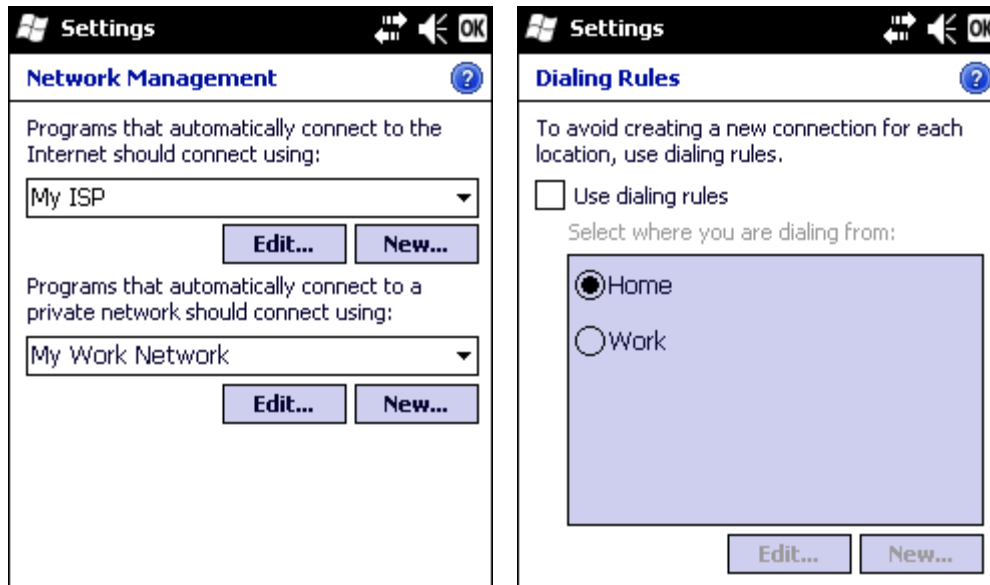 Settings
OK
Network Management
?
Programs that automatically connect to the
Internet should connect using:
My ISP
Edit... New...
Programs that automatically connect to a
private network should connect using:
My Work Network
Edit... New...
Settings
OK
Dialing Rules
?
To avoid creating a new connection for each
location, use dialing rules.
Use dialing rules
Select where you are dialing from:
Home
Work
Edit... New...